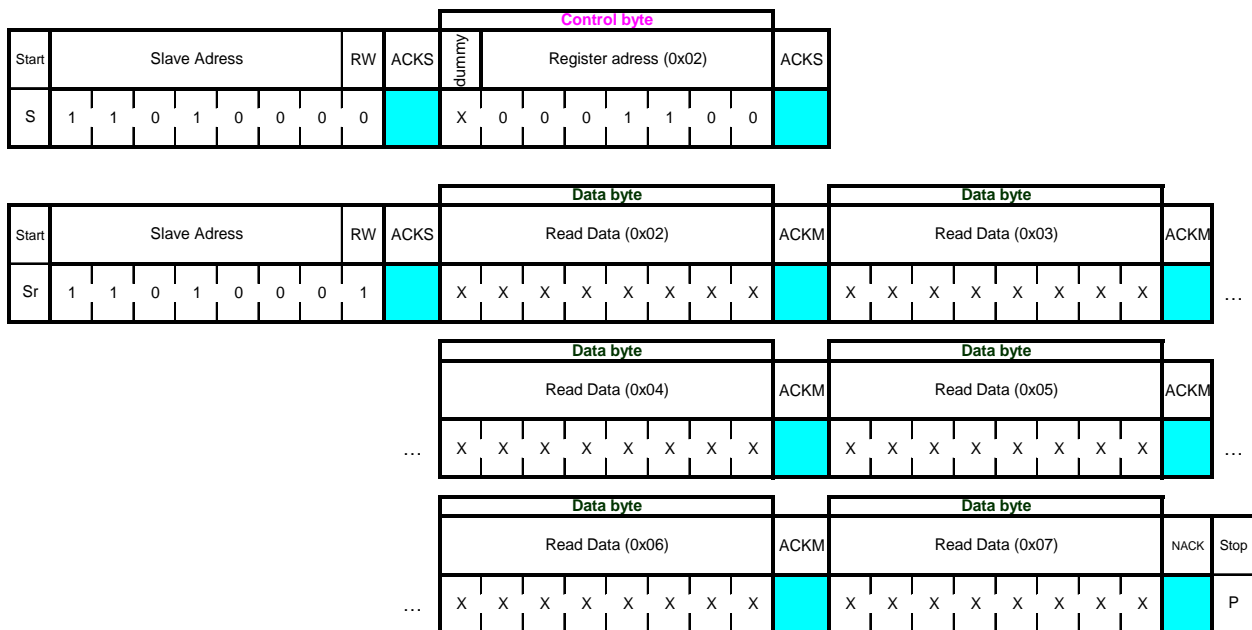 Control byte
Start Slave Adress RW ACKS dummy Register adress (0x02) ACKS
S 1 1 0 1 0 0 0 0 X 0 0 0 1 1 0 0
Data byte Data byte
Start Slave Adress RW ACKS Read Data (0x02) ACKM Read Data (0x03) ACKM
Sr 1 1 0 1 0 0 0 1 X X X X X X X X X X X X X X X X …
Data byte Data byte
Read Data (0x04) ACKM Read Data (0x05) ACKM
… X X X X X X X X X X X X X X X X …
Data byte Data byte
Read Data (0x06) ACKM Read Data (0x07) NACK Stop
… X X X X X X X X X X X X X X X X P